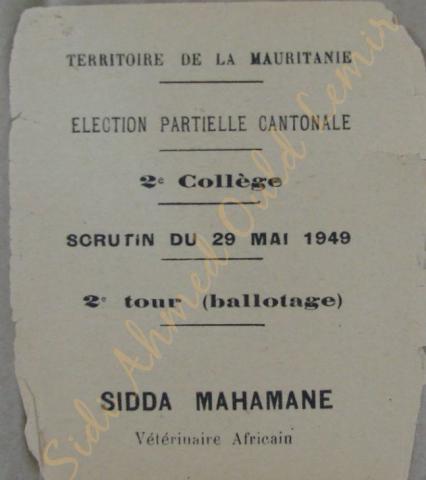 TERRITOIRE DE LA MAURITANIE
ELECTION PARTIELLE CANTONALE
2e Collège
SCRUTIN DU 29 MAI 1949
2e tour (ballotage)
SIDDA MAHAMANE
Vétérinaire Africain
Sidi Ahmed Ould Lemir